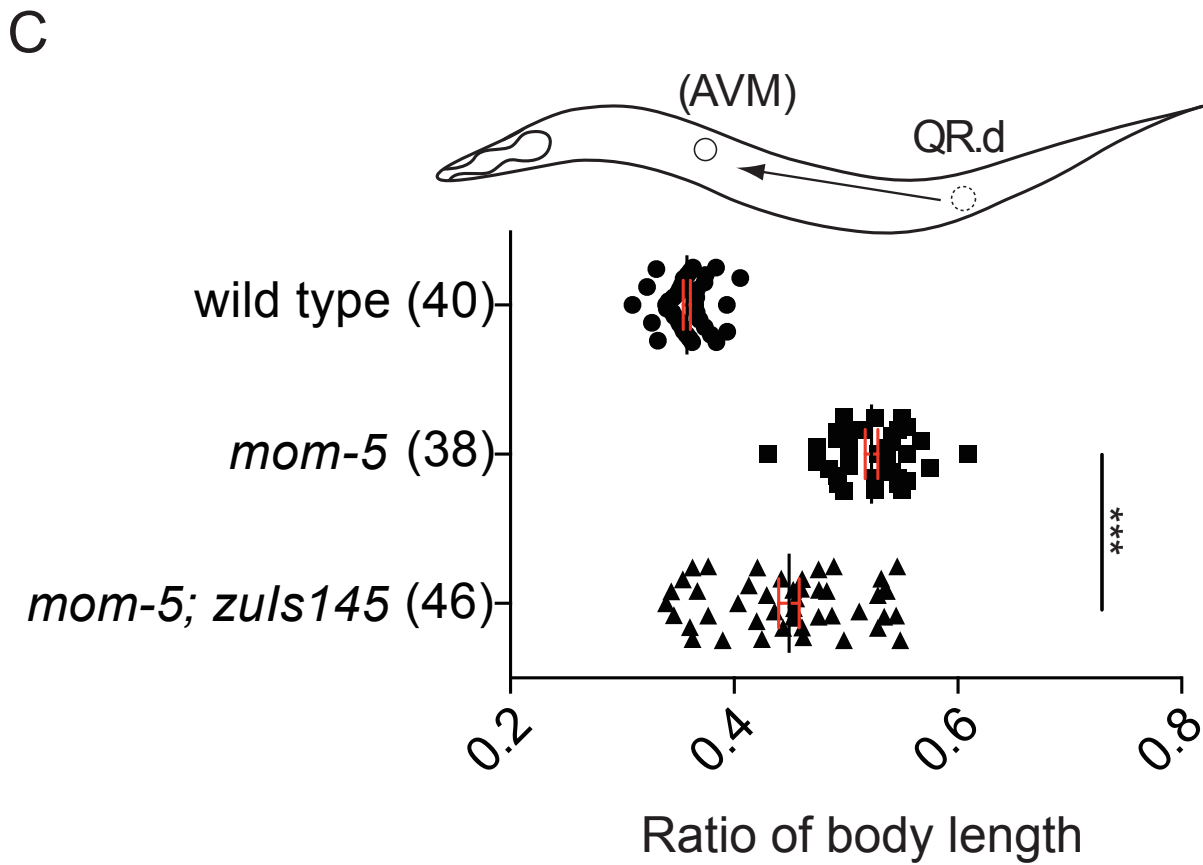 C
(AVM)
QR.d
wild type (40)
mom-5 (38)
***
mom-5; zuIs145 (46)
0.2 0.4 0.6 0.8
Ratio of body length